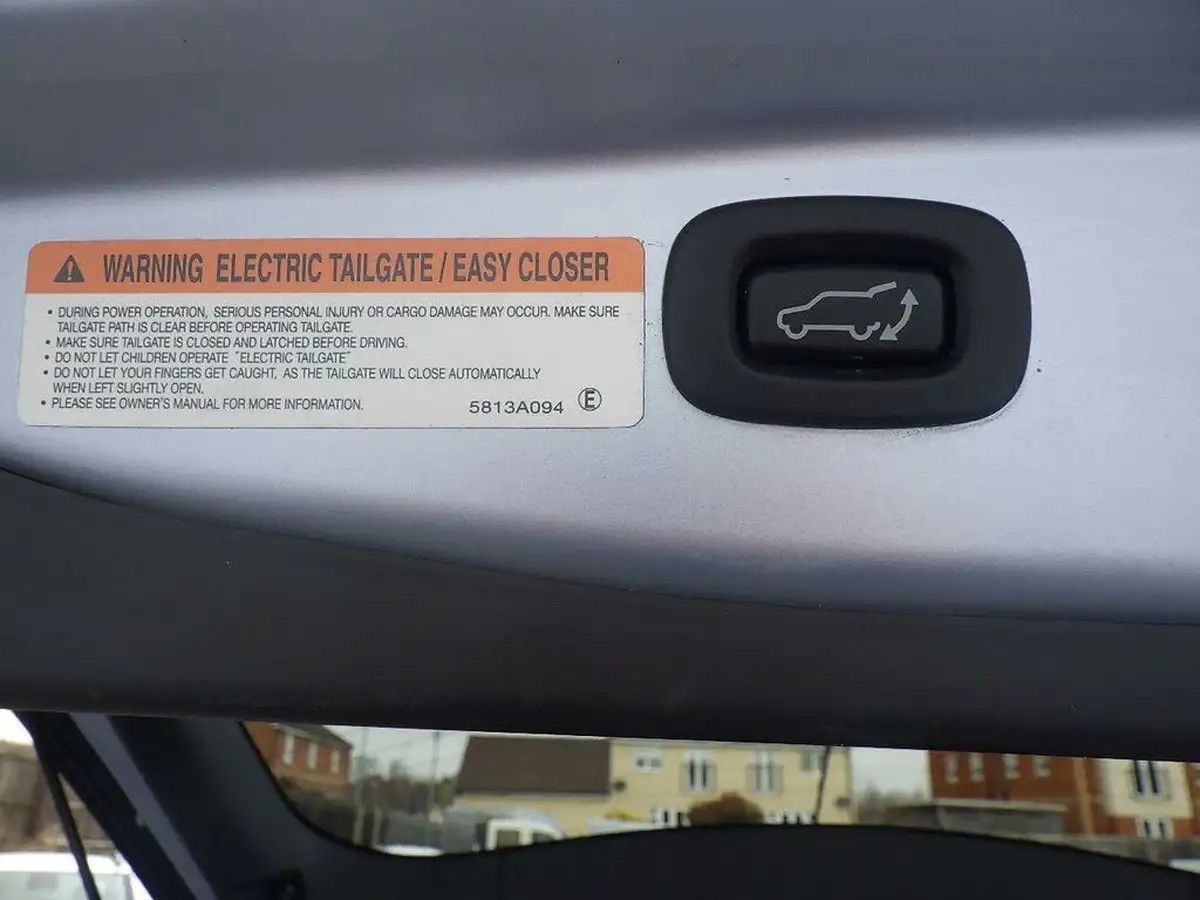 WARNING ELECTRIC TAILGATE / EASY CLOSER
• DURING POWER OPERATION, SERIOUS PERSONAL INJURY OR CARGO DAMAGE MAY OCCUR. MAKE SURE
TAILGATE PATH IS CLEAR BEFORE OPERATING TAILGATE.
• MAKE SURE TAILGATE IS CLOSED AND LATCHED BEFORE DRIVING.
• DO NOT LET CHILDREN OPERATE "ELECTRIC TAILGATE"
• DO NOT LET YOUR FINGERS GET CAUGHT, AS THE TAILGATE WILL CLOSE AUTOMATICALLY
WHEN LEFT SLIGHTLY OPEN.
• PLEASE SEE OWNER'S MANUAL FOR MORE INFORMATION.
5813A094 Ⓔ